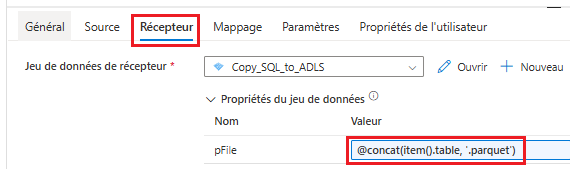 Général Source Récepteur Mappage Paramètres Propriétés de l'utilisateur
Jeu de données de récepteur * Copy_SQL_to_ADLS Ouvrir Nouveau
Propriétés du jeu de données
Nom Valeur
pFile @concat(item().table, '.parquet')